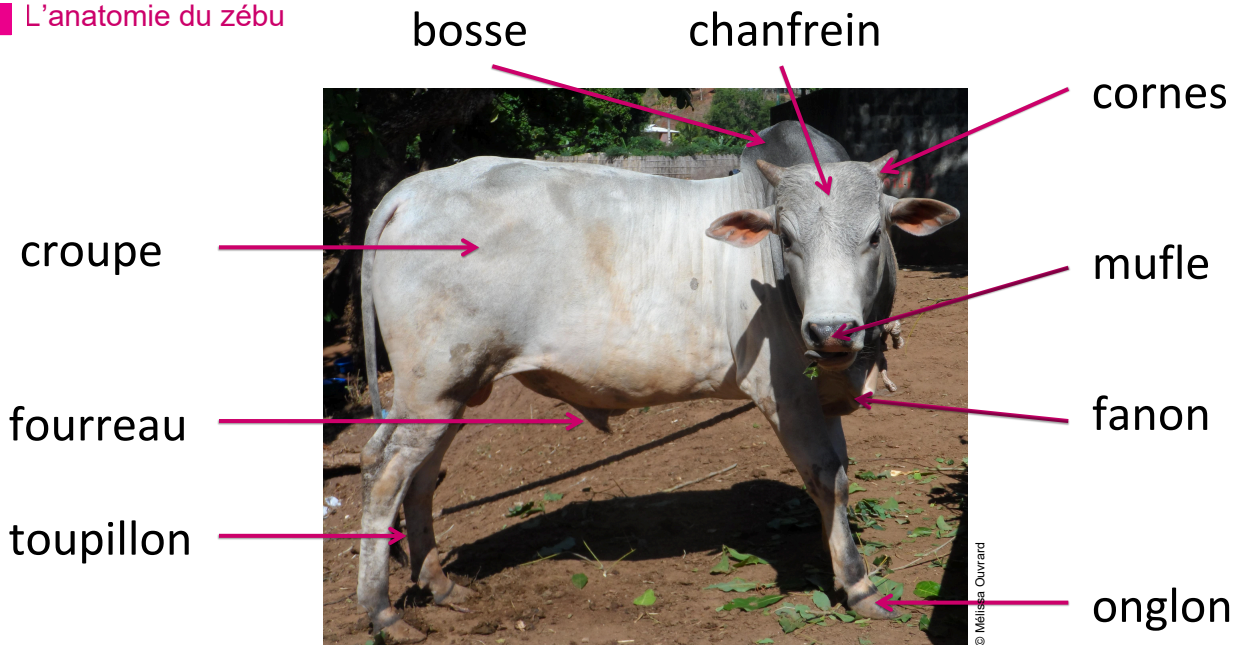 L'anatomie du zébu
bosse
chanfrein
cornes
croupe
mufle
fourreau
fanon
toupillon
onglon
© Mélissa Ouvrard